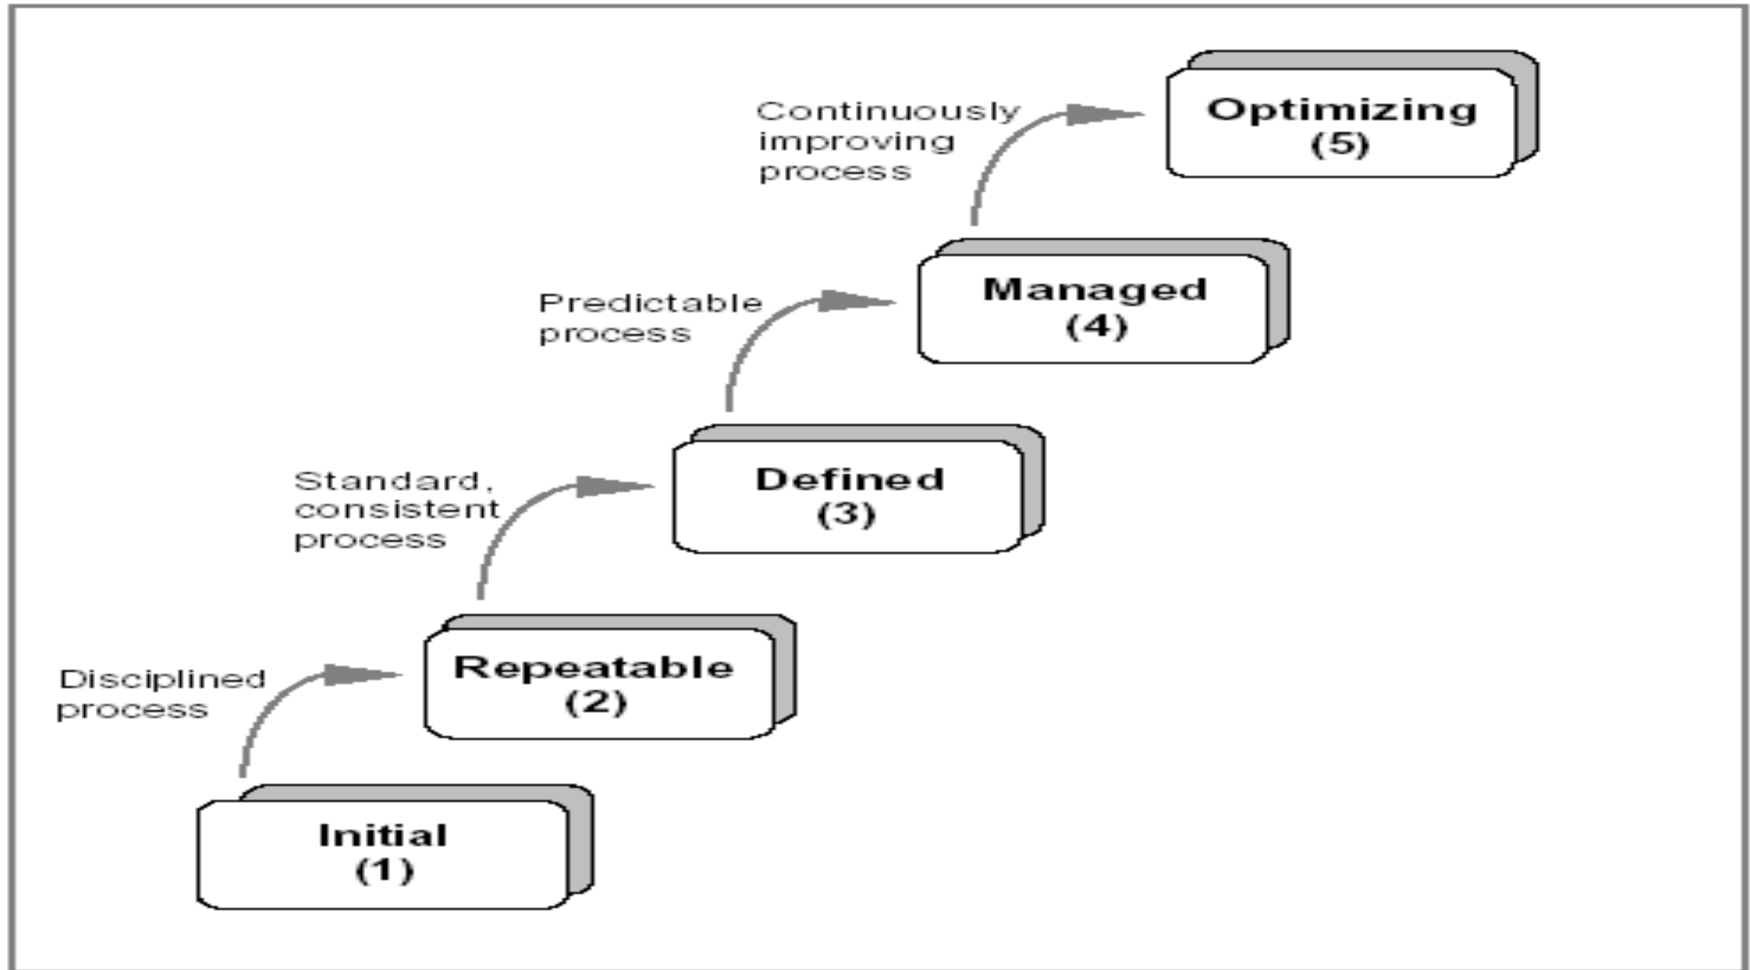 Continuously
improving
process
Optimizing
(5)
Predictable
process
Managed
(4)
Standard,
consistent
process
Defined
(3)
Disciplined
process
Repeatable
(2)
Initial
(1)